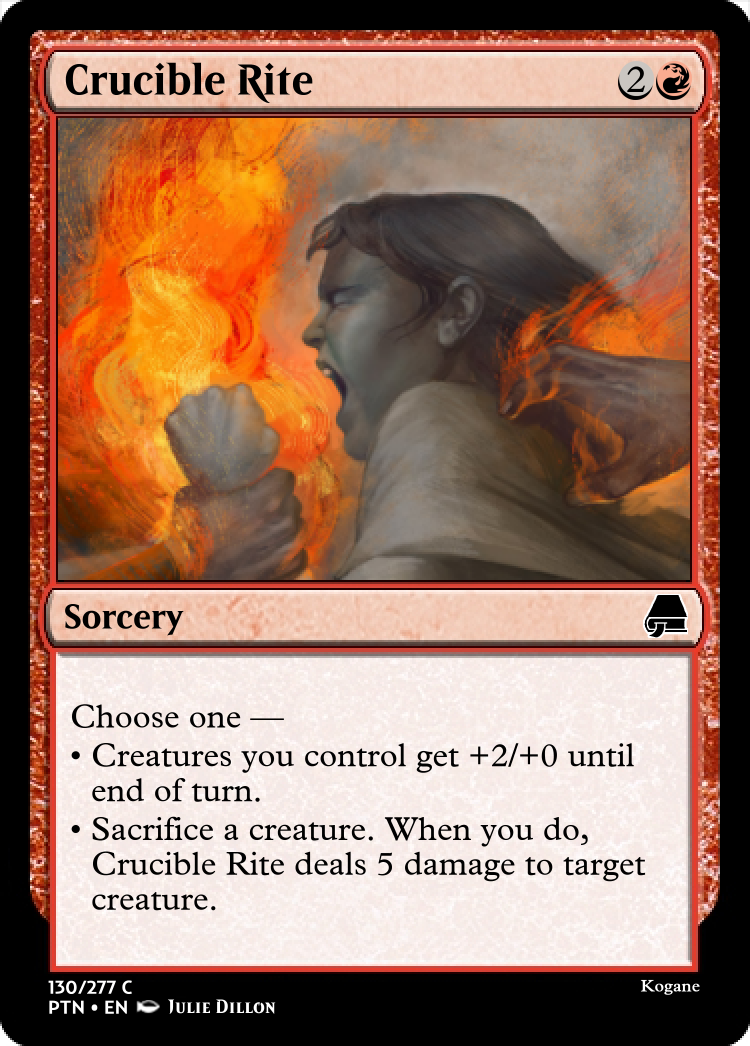 Crucible Rite 2
Sorcery
Choose one —
• Creatures you control get +2/+0 until
end of turn.
• Sacrifice a creature. When you do,
Crucible Rite deals 5 damage to target
creature.
130/277 C
Kogane
PTN • EN Julie Dillon